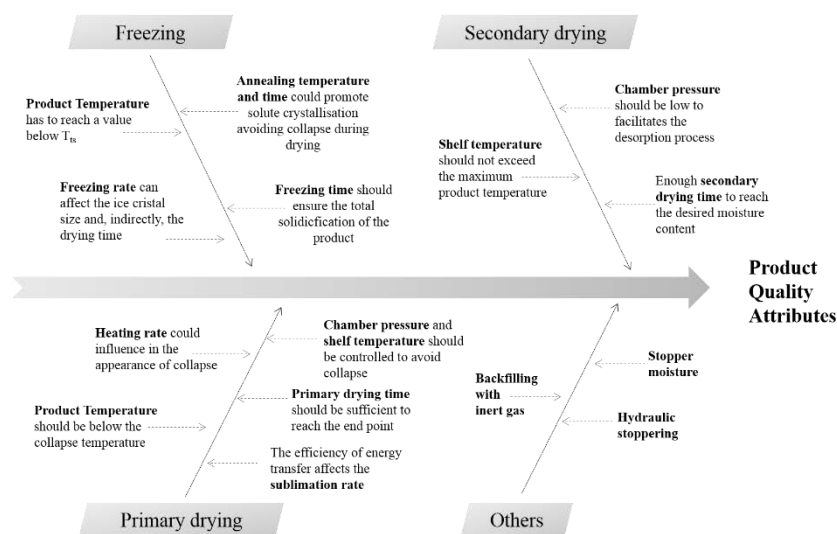 Freezing
Secondary drying
Annealing temperature
and time could promote
solute crystallisation
avoiding collapse during
drying
Product Temperature
has to reach a value
below Tts
Freezing rate can
affect the ice cristal
size and, indirectly, the
drying time
Freezing time should
ensure the total
solidicfication of the
product
Chamber pressure
should be low to
facilitates the
desorption process
Shelf temperature
should not exceed
the maximum
product temperature
Enough secondary
drying time to reach
the desired moisture
content
Product
Quality
Attributes
Heating rate could
influence in the
appearance of collapse
Chamber pressure and
shelf temperature should
be controlled to avoid
collapse
Product Temperature
should be below the
collapse temperature
Primary drying time
should be sufficient to
reach the end point
The efficiency of energy
transfer affects the
sublimation rate
Stopper
moisture
Backfilling
with
inert gas
Hydraulic
stoppering
Primary drying
Others